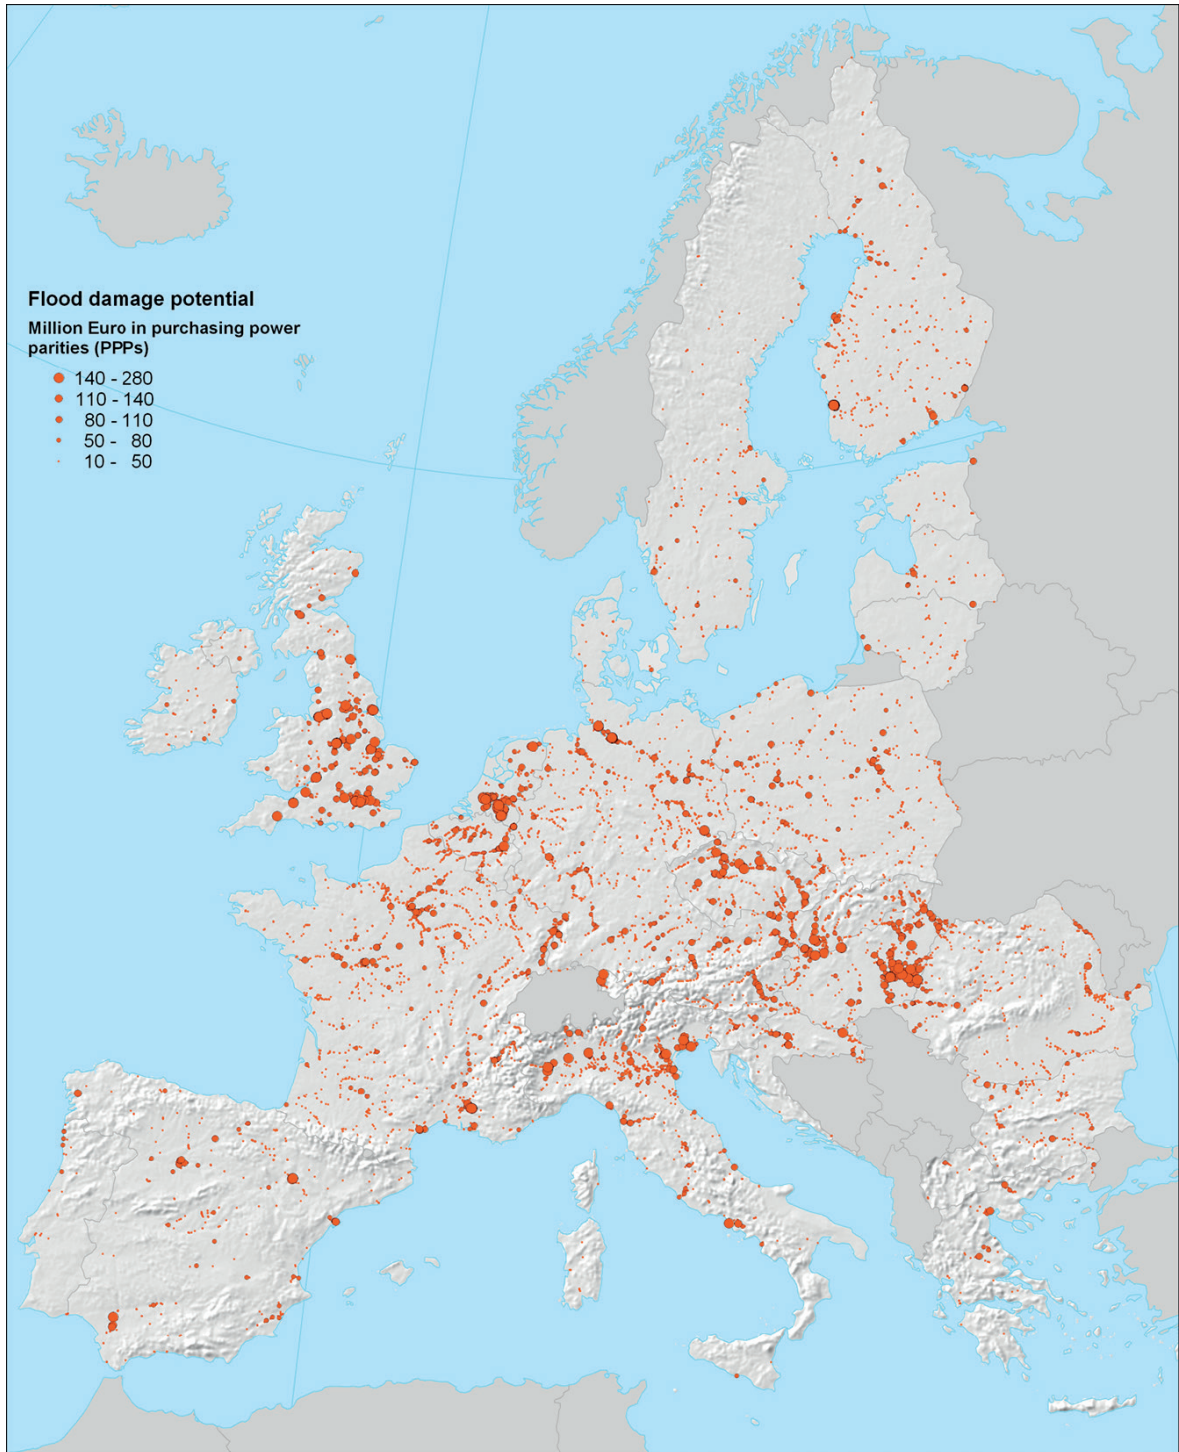 Flood damage potential
Million Euro in purchasing power
parities (PPPs)
140 - 280
110 - 140
80 - 110
50 - 80
10 - 50